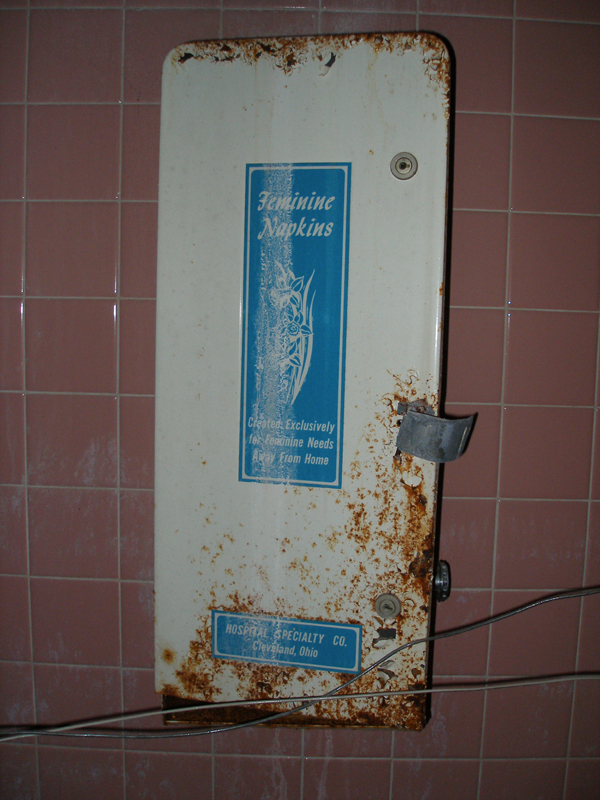 Feminine
Napkins
Created Exclusively
for Feminine Needs
Away From Home
HOSPITAL SPECIALTY CO.
Cleveland, Ohio